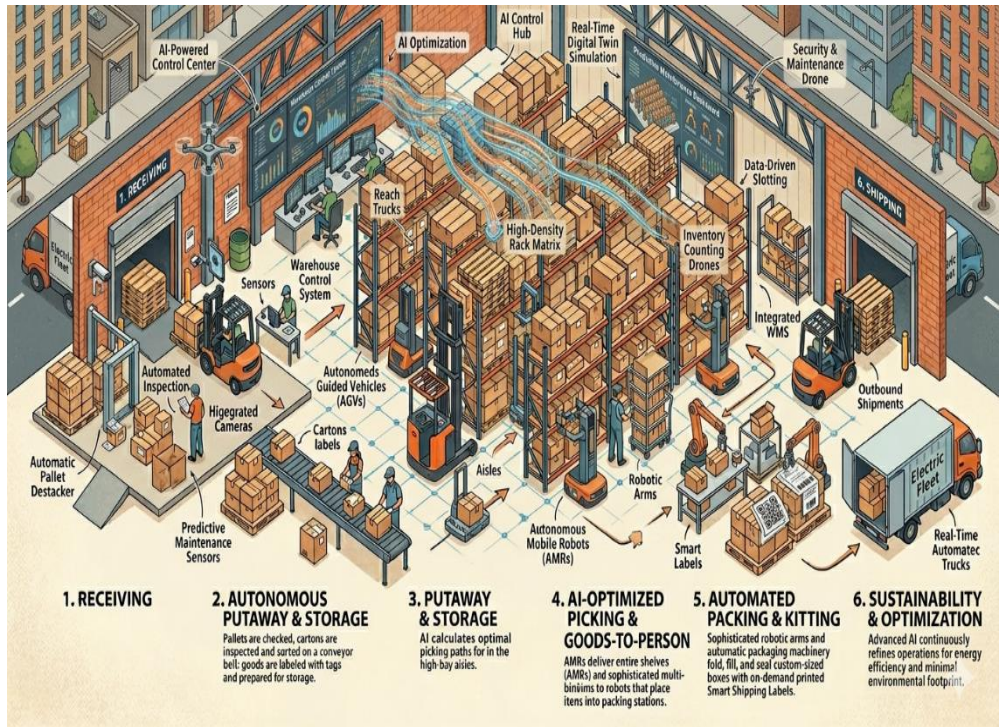 AI-Powered
Control Center
AI Optimization
AI Control
Hub
Real-Time
Digital Twin
Simulation
Security &
Maintenance
Drone
1. RECEIVING
Reach
Trucks
High-Density
Rack Matrix
Data-Driven
Slotting
Inventory
Counting
Drones
6. SHIPPING
Electric
Fleet
Sensors
Warehouse
Control
System
Integrated
WMS
Automated
Inspection
Higegrated
Cameras
Autonomeds
Guided Vehicles
(AGVs)
Outbound
Shipments
Cartons
labels
Automatic
Pallet
Destacker
Aisles
Robotic
Arms
Electric
Fleet
Predictive
Maintenance
Sensors
Autonomous
Mobile Robots
(AMRs)
Smart
Labels
Real-Time
Automatec
Trucks
1. RECEIVING
2. AUTONOMOUS
PUTAWAY & STORAGE
Pallets are checked, cartons are
inspected and sorted on a conveyor
bell: goods are labeled with tags
and prepared for storage.
3. PUTAWAY
& STORAGE
AI calculates optimal
picking paths for in the
high-bay aisies.
4. AI-OPTIMIZED
PICKING &
GOODS-TO-PERSON
AMRs deliver entire shelves
(AMRs) and sophisticated multi-
biniums to robots that place
itens into packing stations.
5. AUTOMATED
PACKING & KITTING
Sophisticated robotic arms and
automatic packaging machinery
fold, fill, and seal custom-sized
boxes with on-demand printed
Smart Shipping Labels.
6. SUSTAINABILITY
& OPTIMIZATION
Advanced AI continuously
refines operations for energy
efficiency and minimal
environmental footprint.